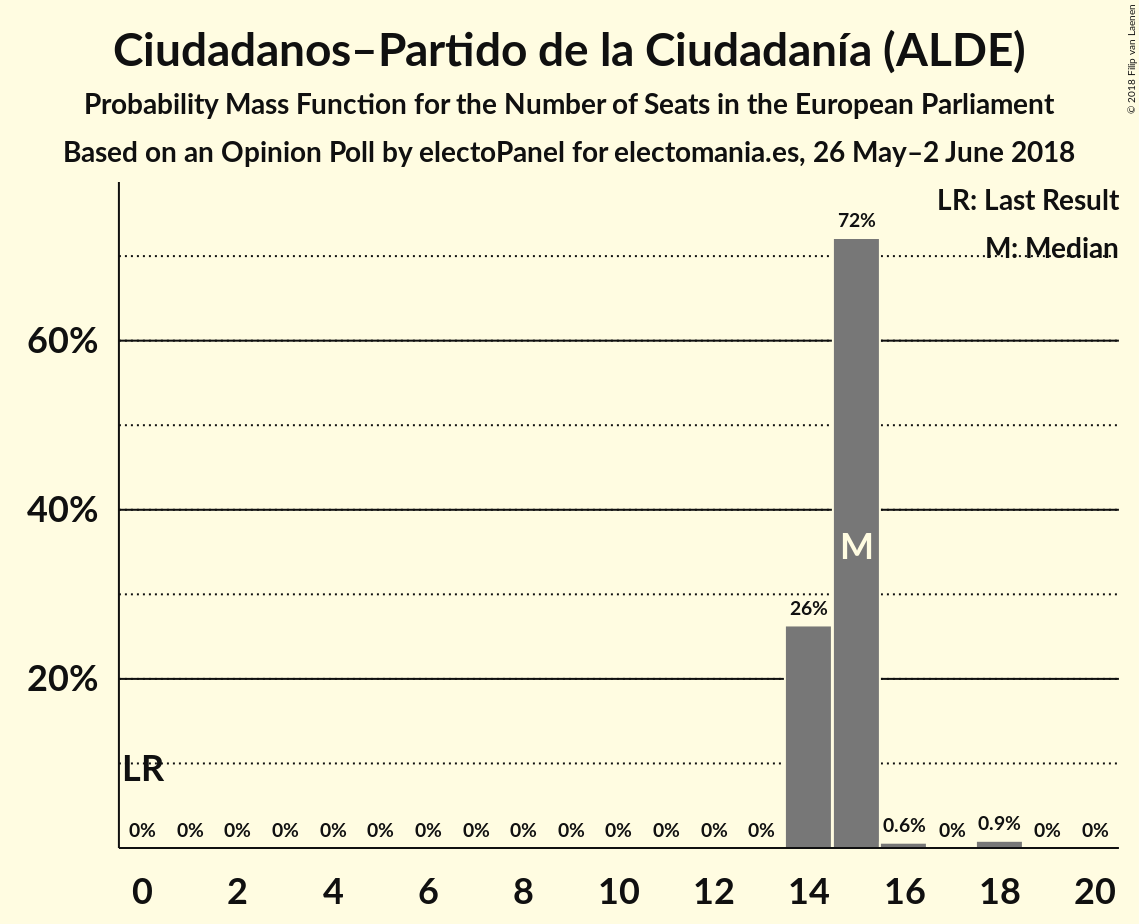 Ciudadanos–Partido de la Ciudadanía (ALDE)
Probability Mass Function for the Number of Seats in the European Parliament
Based on an Opinion Poll by electoPanel for electomania.es, 26 May–2 June 2018
© 2018 Filip van Laenen
LR: Last Result
M: Median
72%
60%
40%
M
26%
20%
LR
0% 0% 0% 0% 0% 0% 0% 0% 0% 0% 0% 0% 0% 0% 0.6% 0% 0.9% 0% 0%
0 2 4 6 8 10 12 14 16 18 20